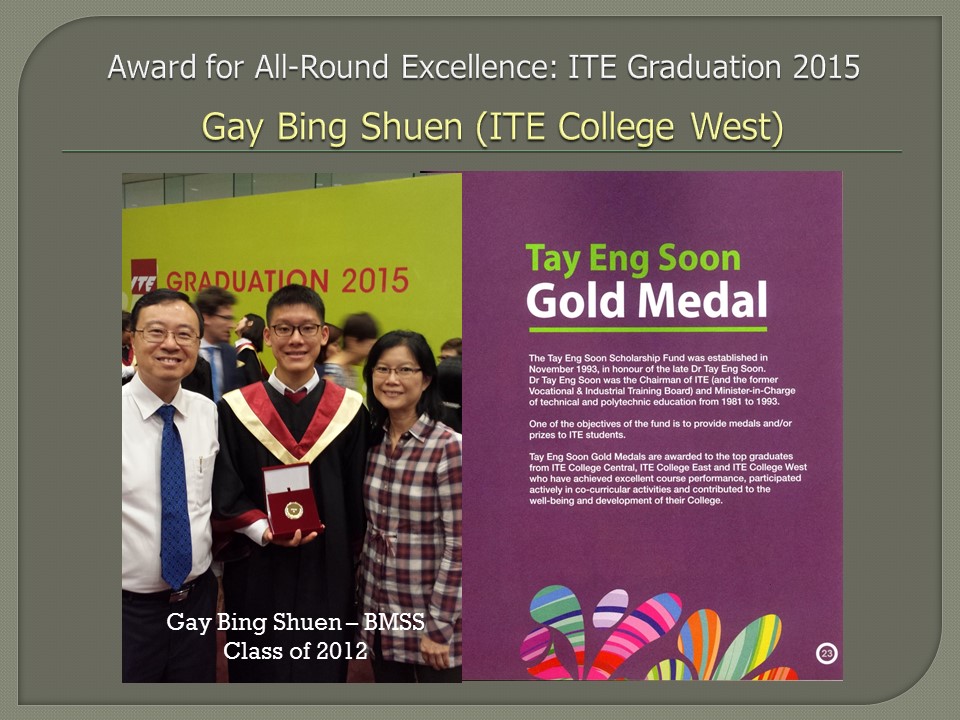 Award for All-Round Excellence: ITE Graduation 2015
Gay Bing Shuen (ITE College West)
ITE GRADUATION 2015
Gay Bing Shuen – BMSS
Class of 2012
Tay Eng Soon
Gold Medal
The Tay Eng Soon Scholarship Fund was established in
November 1993, in honour of the late Dr Tay Eng Soon.
Dr Tay Eng Soon was the Chairman of ITE (and the former
Vocational & Industrial Training Board) and Minister-in-Charge
of technical and polytechnic education from 1981 to 1993.
One of the objectives of the fund is to provide medals and/or
prizes to ITE students.
Tay Eng Soon Gold Medals are awarded to the top graduates
from ITE College Central, ITE College East and ITE College West
who have achieved excellent course performance, participated
actively in co-curricular activities and contributed to the
well-being and development of their College.
23